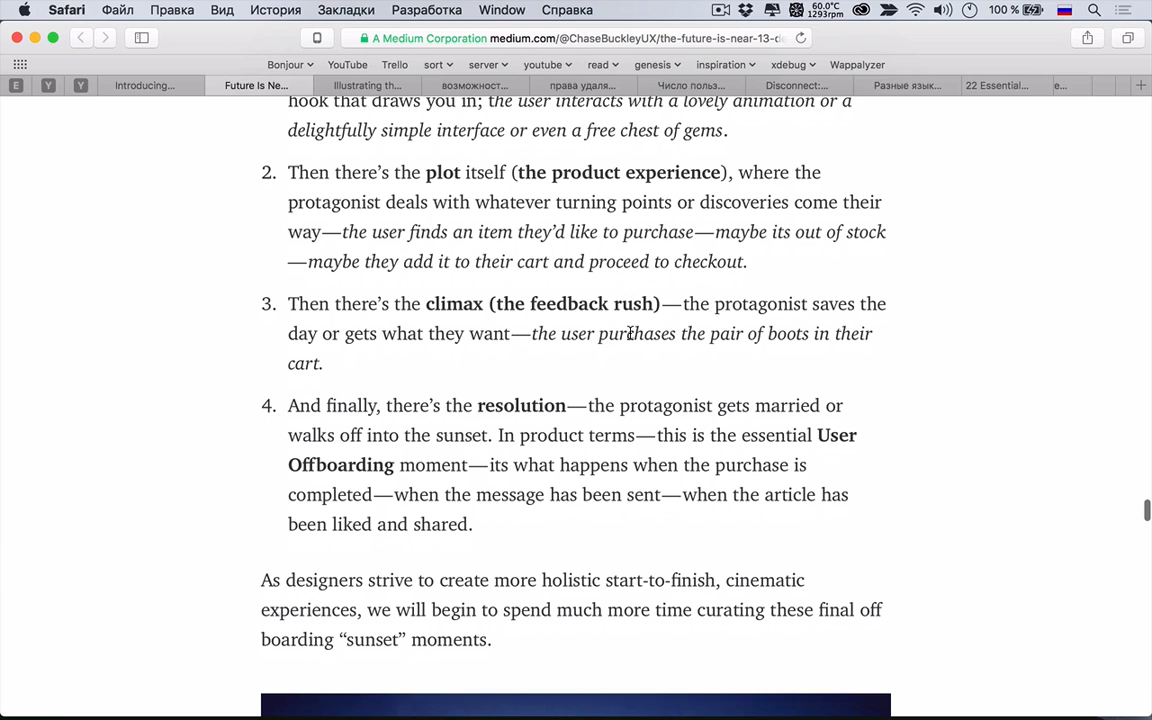 Safari Файл Правка Вид История Закладки Разработка Window Справка 60.0°C 1293rpm 100 %
A Medium Corporation medium.com/@ChaseBuckleyUX/the-future-is-near-13-d
Bonjour YouTube Trello sort server youtube read genesis inspiration xdebug Wappalyzer
E Y Y Introducing... Future Is Ne... Illustrating th... возможност... права удаля... Число польз... Disconnect:... Разные язык... 22 Essential... e...
hook that draws you in; the user interacts with a lovely animation or a
delightfully simple interface or even a free chest of gems.
2. Then there’s the plot itself (the product experience), where the
protagonist deals with whatever turning points or discoveries come their
way—the user finds an item they’d like to purchase—maybe its out of stock
—maybe they add it to their cart and proceed to checkout.
3. Then there’s the climax (the feedback rush)—the protagonist saves the
day or gets what they want—the user purchases the pair of boots in their
cart.
4. And finally, there’s the resolution—the protagonist gets married or
walks off into the sunset. In product terms—this is the essential User
Offboarding moment—its what happens when the purchase is
completed—when the message has been sent—when the article has
been liked and shared.
As designers strive to create more holistic start-to-finish, cinematic
experiences, we will begin to spend much more time curating these final off
boarding “sunset” moments.